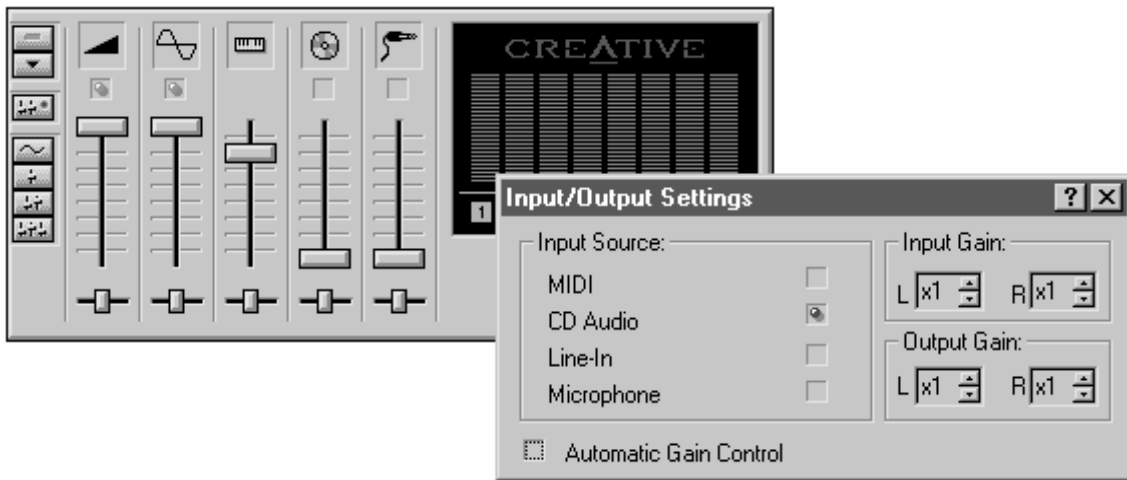 CREATIVE
1
Input/Output Settings
Input Source:
MIDI
CD Audio
Line-In
Microphone
Automatic Gain Control
Input Gain:
L x1 R x1
Output Gain:
L x1 R x1